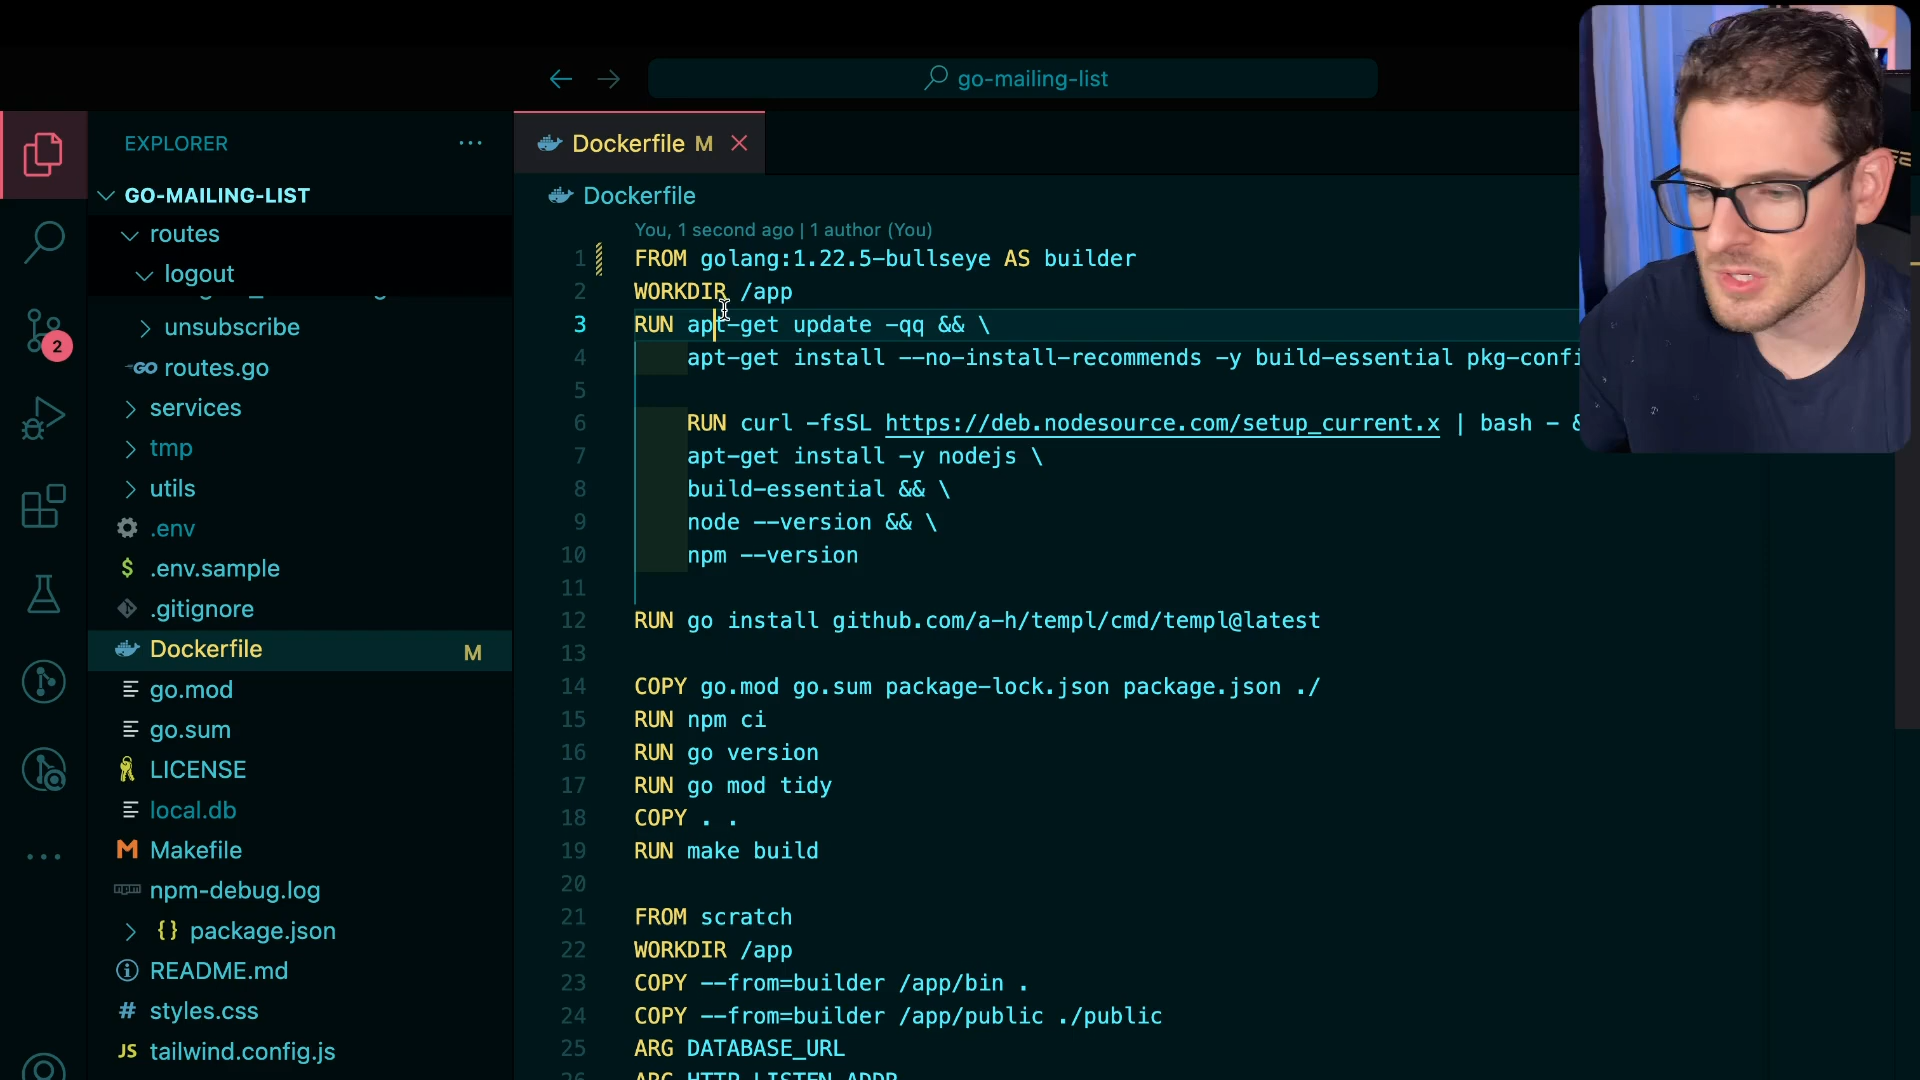 go-mailing-list
EXPLORER
GO-MAILING-LIST
routes
logout
unsubscribe
routes.go
services
tmp
utils
.env
.env.sample
.gitignore
Dockerfile M
go.mod
go.sum
LICENSE
local.db
Makefile
npm-debug.log
package.json
README.md
styles.css
tailwind.config.js
2
Dockerfile M
Dockerfile
You, 1 second ago | 1 author (You)
1 FROM golang:1.22.5-bullseye AS builder
2 WORKDIR /app
3 RUN apt-get update -qq && \
4 apt-get install --no-install-recommends -y build-essential pkg-confi
5
6 RUN curl -fsSL https://deb.nodesource.com/setup_current.x | bash - &
7 apt-get install -y nodejs \
8 build-essential && \
9 node --version && \
10 npm --version
11
12 RUN go install github.com/a-h/templ/cmd/templ@latest
13
14 COPY go.mod go.sum package-lock.json package.json ./
15 RUN npm ci
16 RUN go version
17 RUN go mod tidy
18 COPY . .
19 RUN make build
20
21 FROM scratch
22 WORKDIR /app
23 COPY --from=builder /app/bin .
24 COPY --from=builder /app/public ./public
25 ARG DATABASE_URL
26 ARG HTTP_LISTEN_ADDR